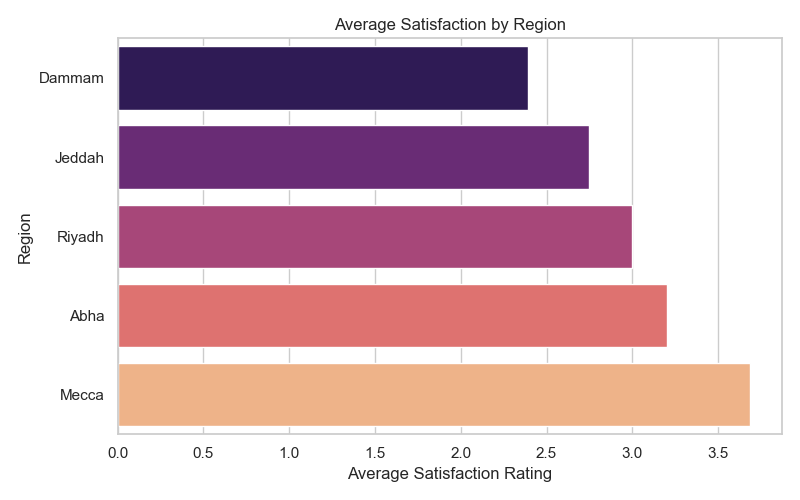 Average Satisfaction by Region
Dammam
Jeddah
Riyadh
Abha
Mecca
Region
0.0 0.5 1.0 1.5 2.0 2.5 3.0 3.5
Average Satisfaction Rating